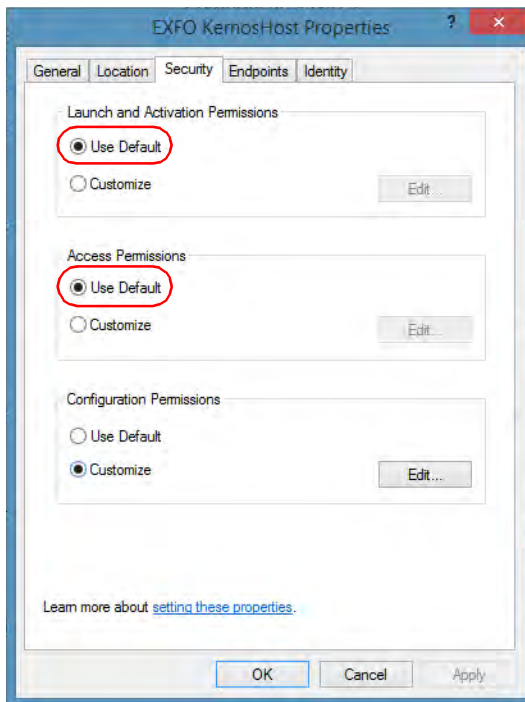 EXFO KernosHost Properties
?
×
General Location Security Endpoints Identity
Launch and Activation Permissions
Use Default
Customize
Edit...
Access Permissions
Use Default
Customize
Edit...
Configuration Permissions
Use Default
Customize
Edit...
Learn more about setting these properties.
OK Cancel Apply